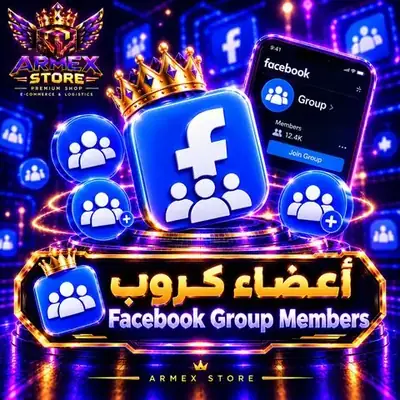 ARMEX
STORE
PREMIUM SHOP
E-COMMERCE & LOGISTICS
9:41
facebook
Group >
Members
12.4K
Join Group
أعضاء كروب
Facebook Group Members
ARMEX STORE